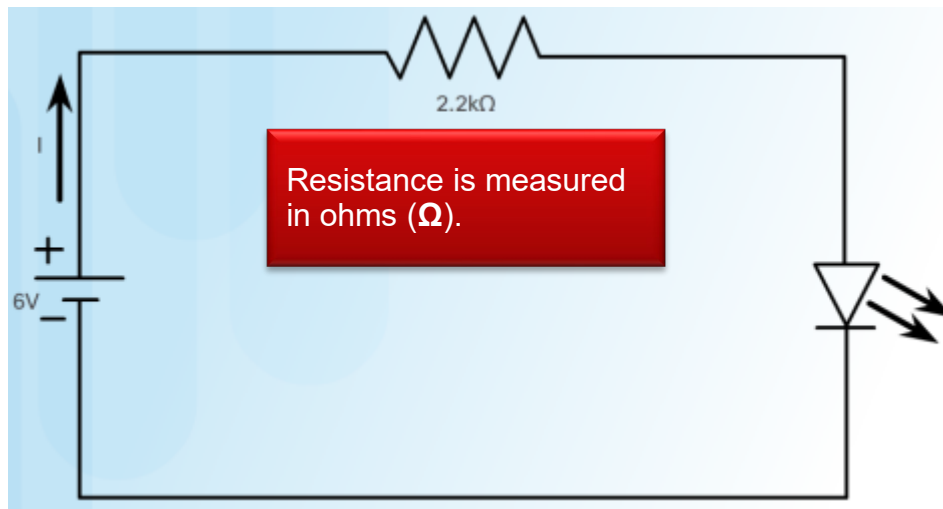 2.2kΩ
I
Resistance is measured
in ohms (Ω).
+
6V
−